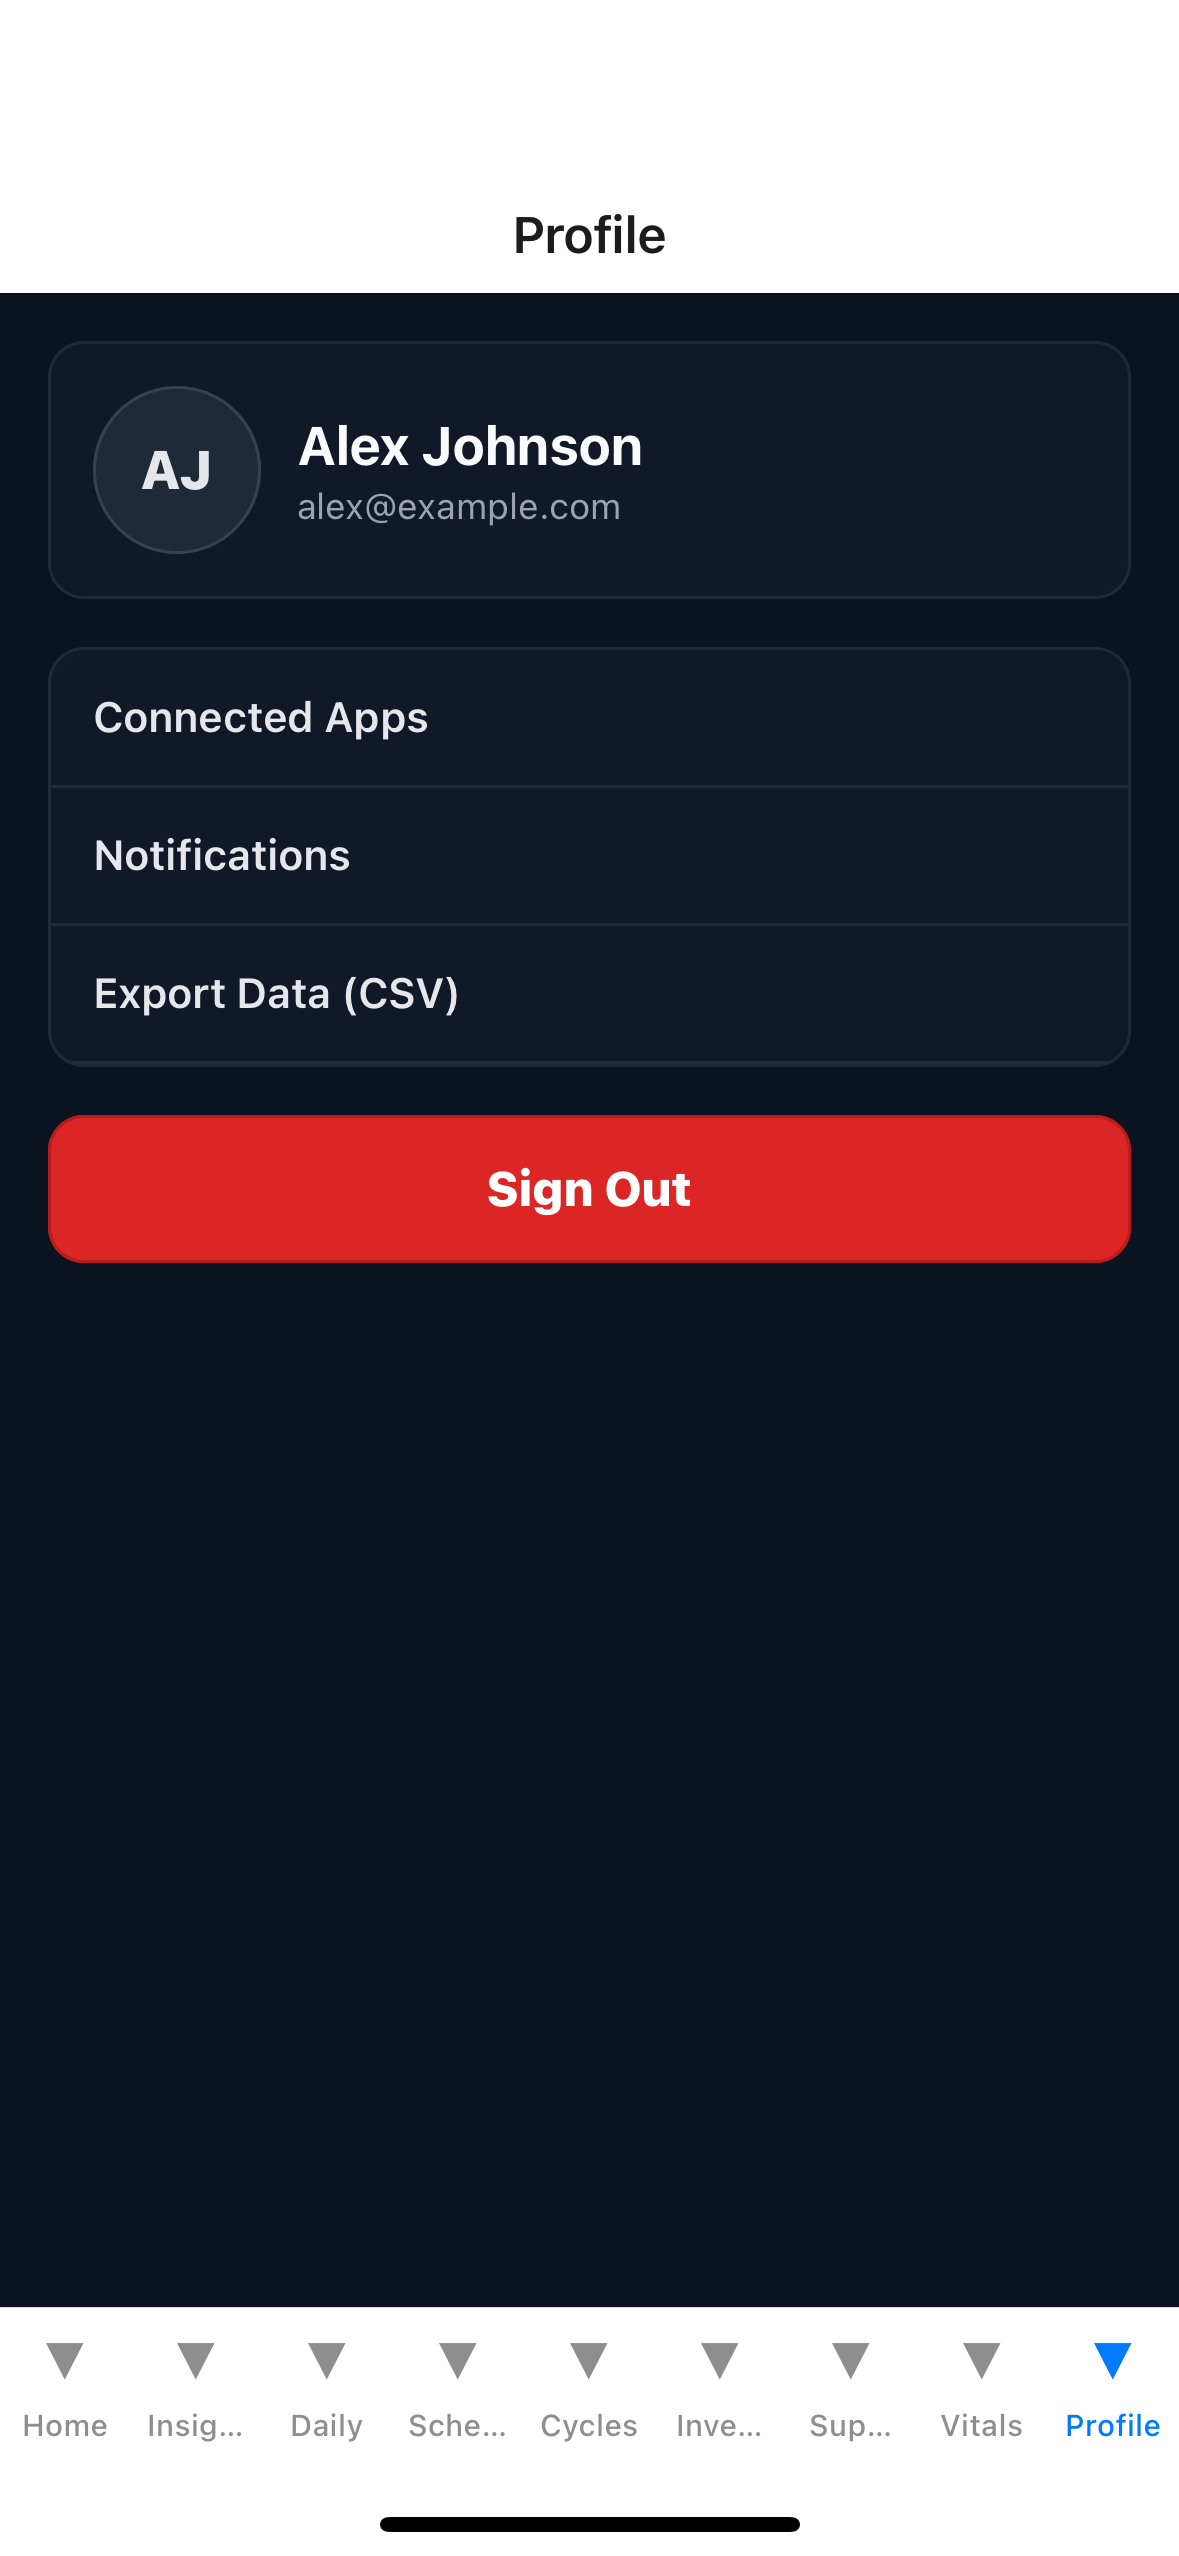 Profile
AJ
Alex Johnson
alex@example.com
Connected Apps
Notifications
Export Data (CSV)
Sign Out
Home Insig... Daily Sche... Cycles Inve... Sup... Vitals Profile